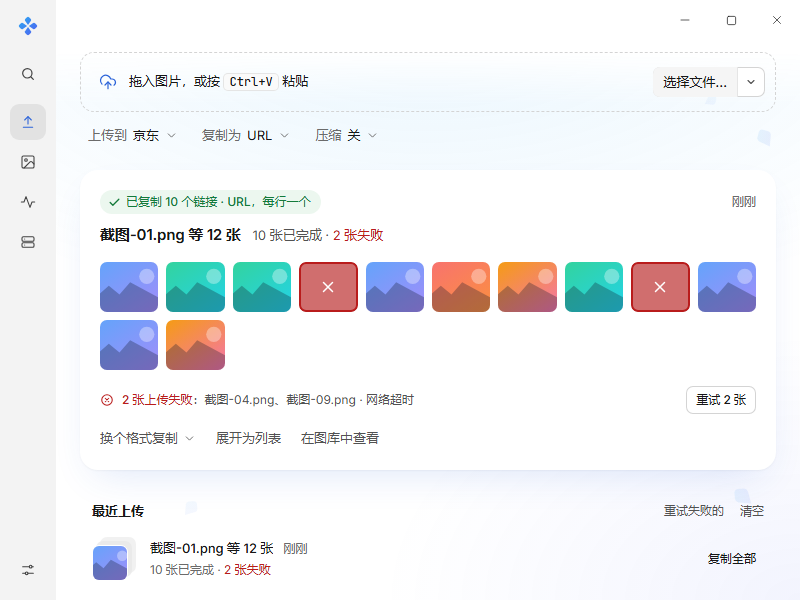 拖入图片，或按 Ctrl+V 粘贴
选择文件...
上传到 京东 复制为 URL 压缩 关
已复制 10 个链接 · URL，每行一个
刚刚
截图-01.png 等 12 张 10 张已完成 · 2 张失败
2 张上传失败：截图-04.png、截图-09.png · 网络超时
重试 2 张
换个格式复制 展开为列表 在图库中查看
最近上传
重试失败的 清空
截图-01.png 等 12 张 刚刚
10 张已完成 · 2 张失败
复制全部